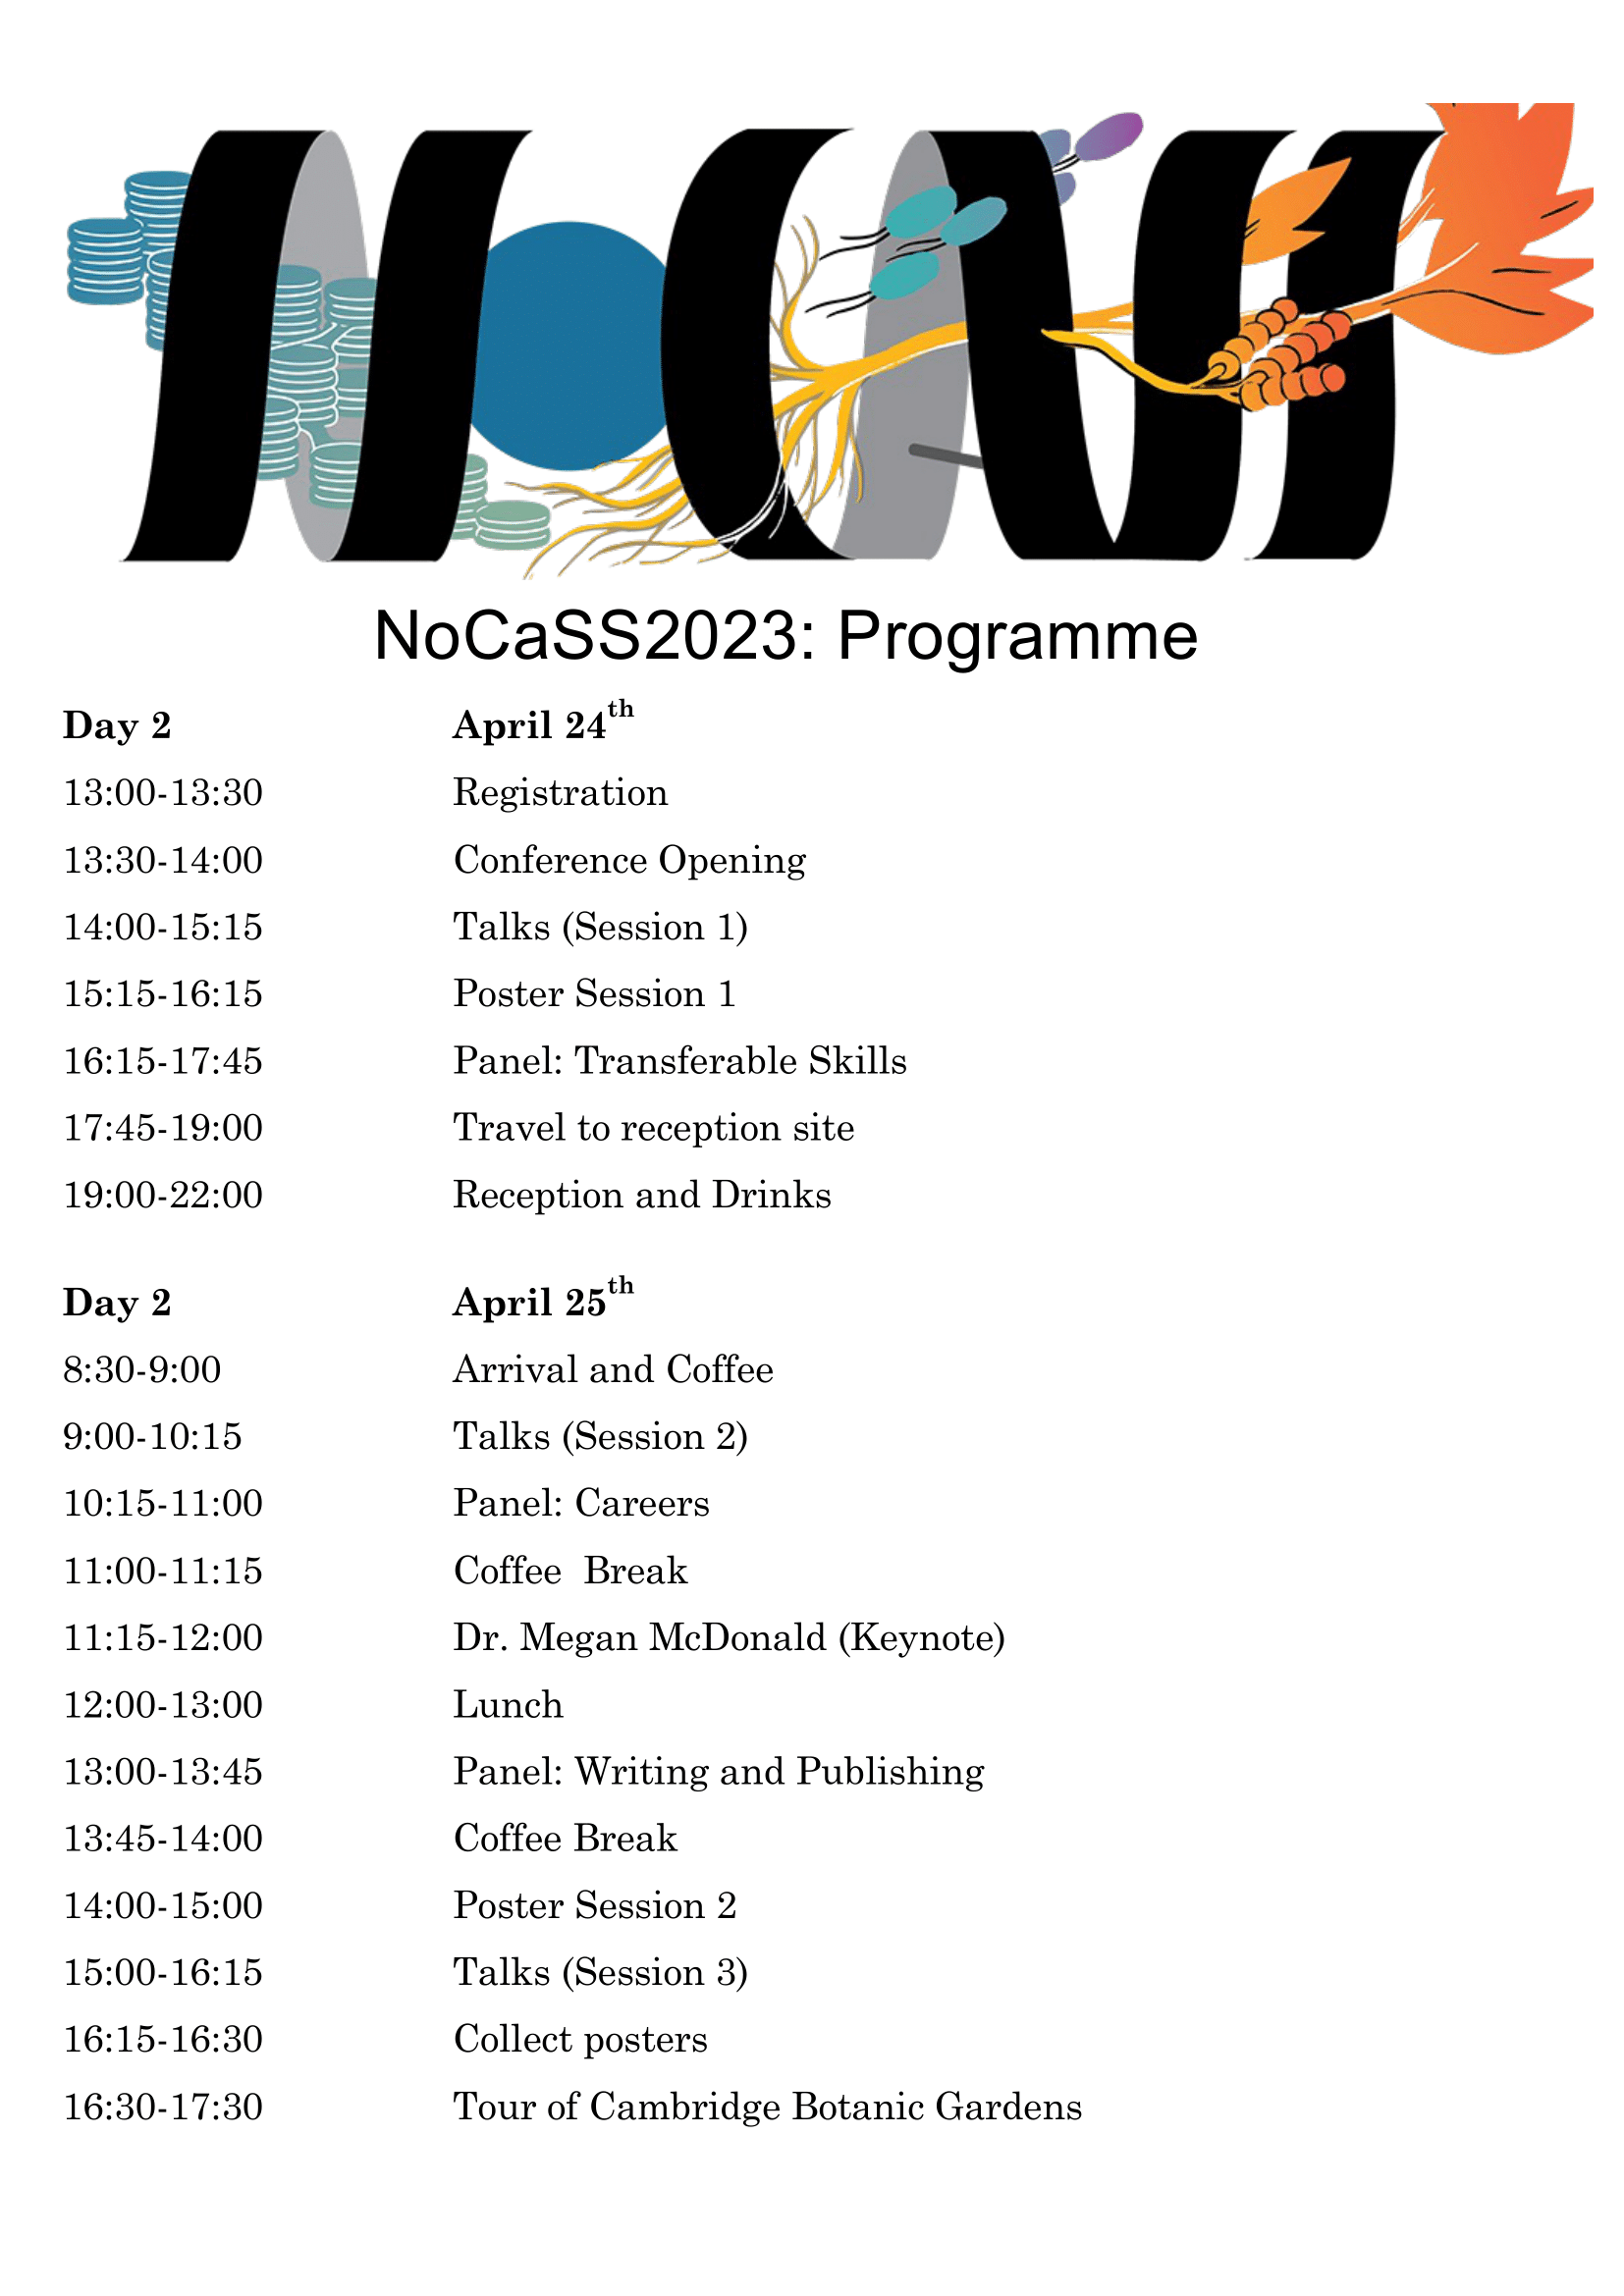 NoCaSS2023: Programme
Day 2 April 24th
13:00-13:30 Registration
13:30-14:00 Conference Opening
14:00-15:15 Talks (Session 1)
15:15-16:15 Poster Session 1
16:15-17:45 Panel: Transferable Skills
17:45-19:00 Travel to reception site
19:00-22:00 Reception and Drinks
Day 2 April 25th
8:30-9:00 Arrival and Coffee
9:00-10:15 Talks (Session 2)
10:15-11:00 Panel: Careers
11:00-11:15 Coffee  Break
11:15-12:00 Dr. Megan McDonald (Keynote)
12:00-13:00 Lunch
13:00-13:45 Panel: Writing and Publishing
13:45-14:00 Coffee Break
14:00-15:00 Poster Session 2
15:00-16:15 Talks (Session 3)
16:15-16:30 Collect posters
16:30-17:30 Tour of Cambridge Botanic Gardens